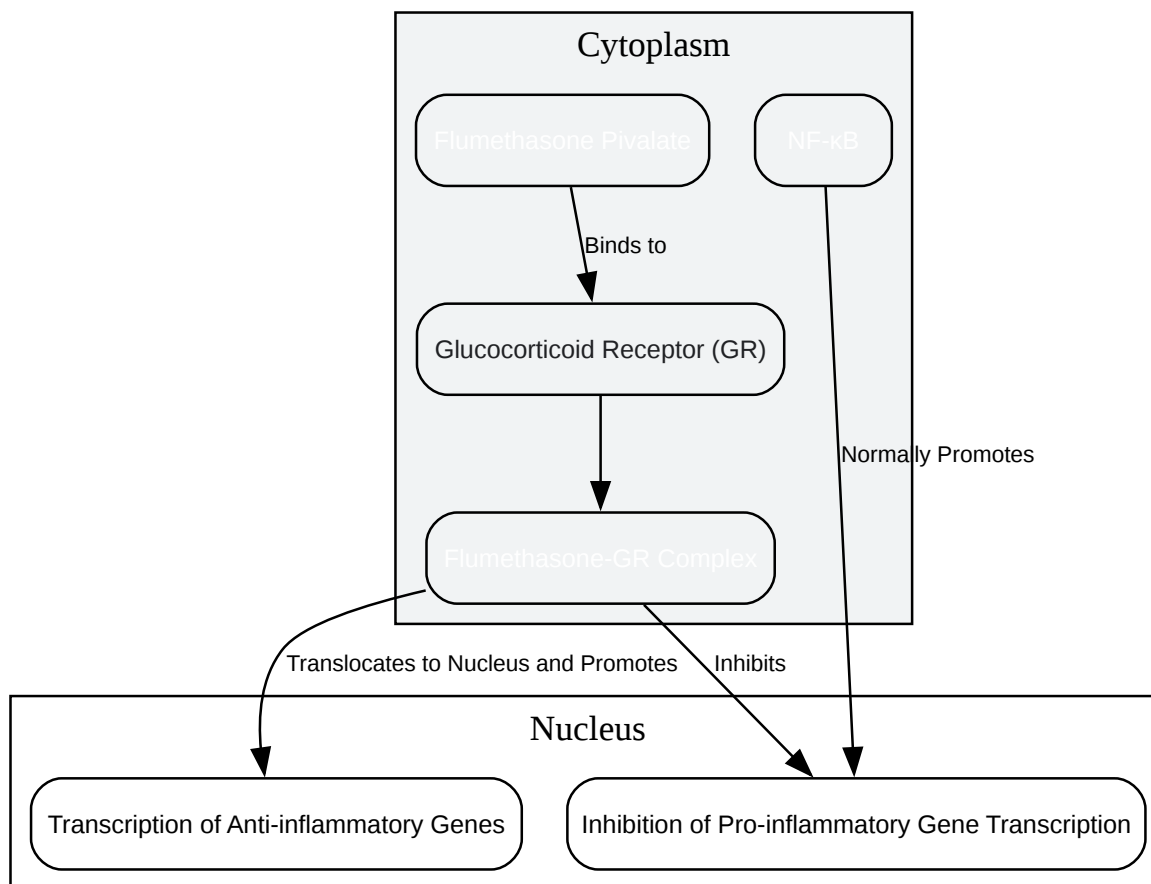 Cytoplasm
Flumethasone Pivalate
NF-κB
Binds to
Glucocorticoid Receptor (GR)
Normally Promotes
Flumethasone-GR Complex
Translocates to Nucleus and Promotes
Inhibits
Nucleus
Transcription of Anti-inflammatory Genes
Inhibition of Pro-inflammatory Gene Transcription